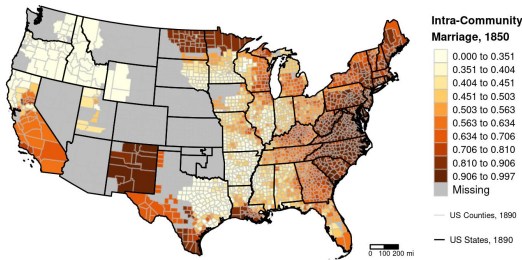 Intra-Community
Marriage, 1850
0.000 to 0.351
0.351 to 0.404
0.404 to 0.451
0.451 to 0.503
0.503 to 0.563
0.563 to 0.634
0.634 to 0.706
0.706 to 0.810
0.810 to 0.906
0.906 to 0.997
Missing
US Counties, 1890
US States, 1890
0 100 200 mi